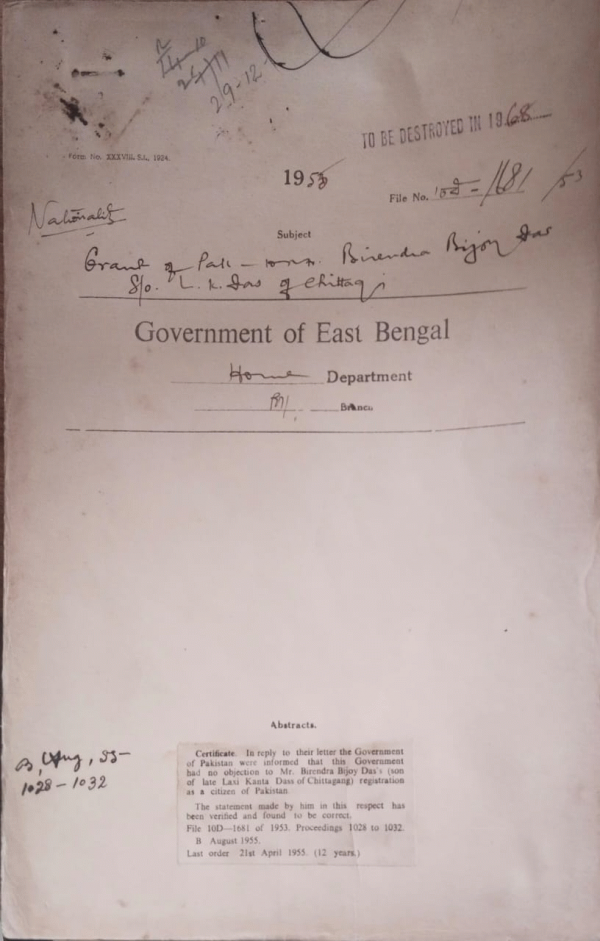 29-12-
TO BE DESTROYED IN 1968
Form No. XXXVIII. S.L., 1924.
1953
File No. 10D-1681/53
Nationality
Subject
Grant of Pak - Birendra Bijoy Das
S/o. L. K. Das of Chittag
Government of East Bengal
Home Department
Branch
Abstracts.
B, Aug, 55-
1028-1032
Certificate. In reply to their letter the Government
of Pakistan were informed that this Government
had no objection to Mr. Birendra Bijoy Das's (son
of late Laxi Kanta Dass of Chittagang) registration
as a citizen of Pakistan.
The statement made by him in this respect has
been verified and found to be correct.
File 10D—1681 of 1953. Proceedings 1028 to 1032.
B August 1955.
Last order 21st April 1955. (12 years.)